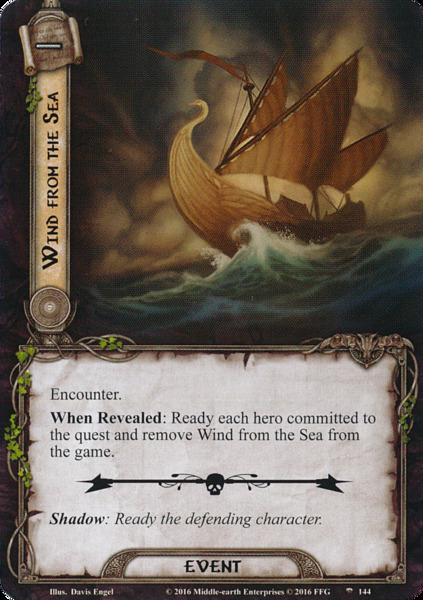 —
Wind from the Sea
Encounter.
When Revealed: Ready each hero committed to
the quest and remove Wind from the Sea from
the game.
Shadow: Ready the defending character.
EVENT
Illus. Davis Engel © 2016 Middle-earth Enterprises © 2016 FFG 144